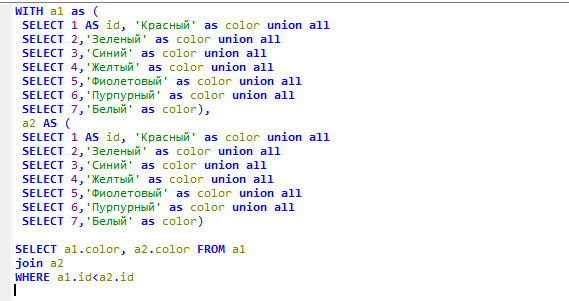 WITH a1 as (
SELECT 1 AS id, 'Красный' as color union all
SELECT 2,'Зеленый' as color union all
SELECT 3,'Синий' as color union all
SELECT 4,'Желтый' as color union all
SELECT 5,'Фиолетовый' as color union all
SELECT 6,'Пурпурный' as color union all
SELECT 7,'Белый' as color),
a2 AS (
SELECT 1 AS id, 'Красный' as color union all
SELECT 2,'Зеленый' as color union all
SELECT 3,'Синий' as color union all
SELECT 4,'Желтый' as color union all
SELECT 5,'Фиолетовый' as color union all
SELECT 6,'Пурпурный' as color union all
SELECT 7,'Белый' as color)
SELECT a1.color, a2.color FROM a1
join a2
WHERE a1.id<a2.id